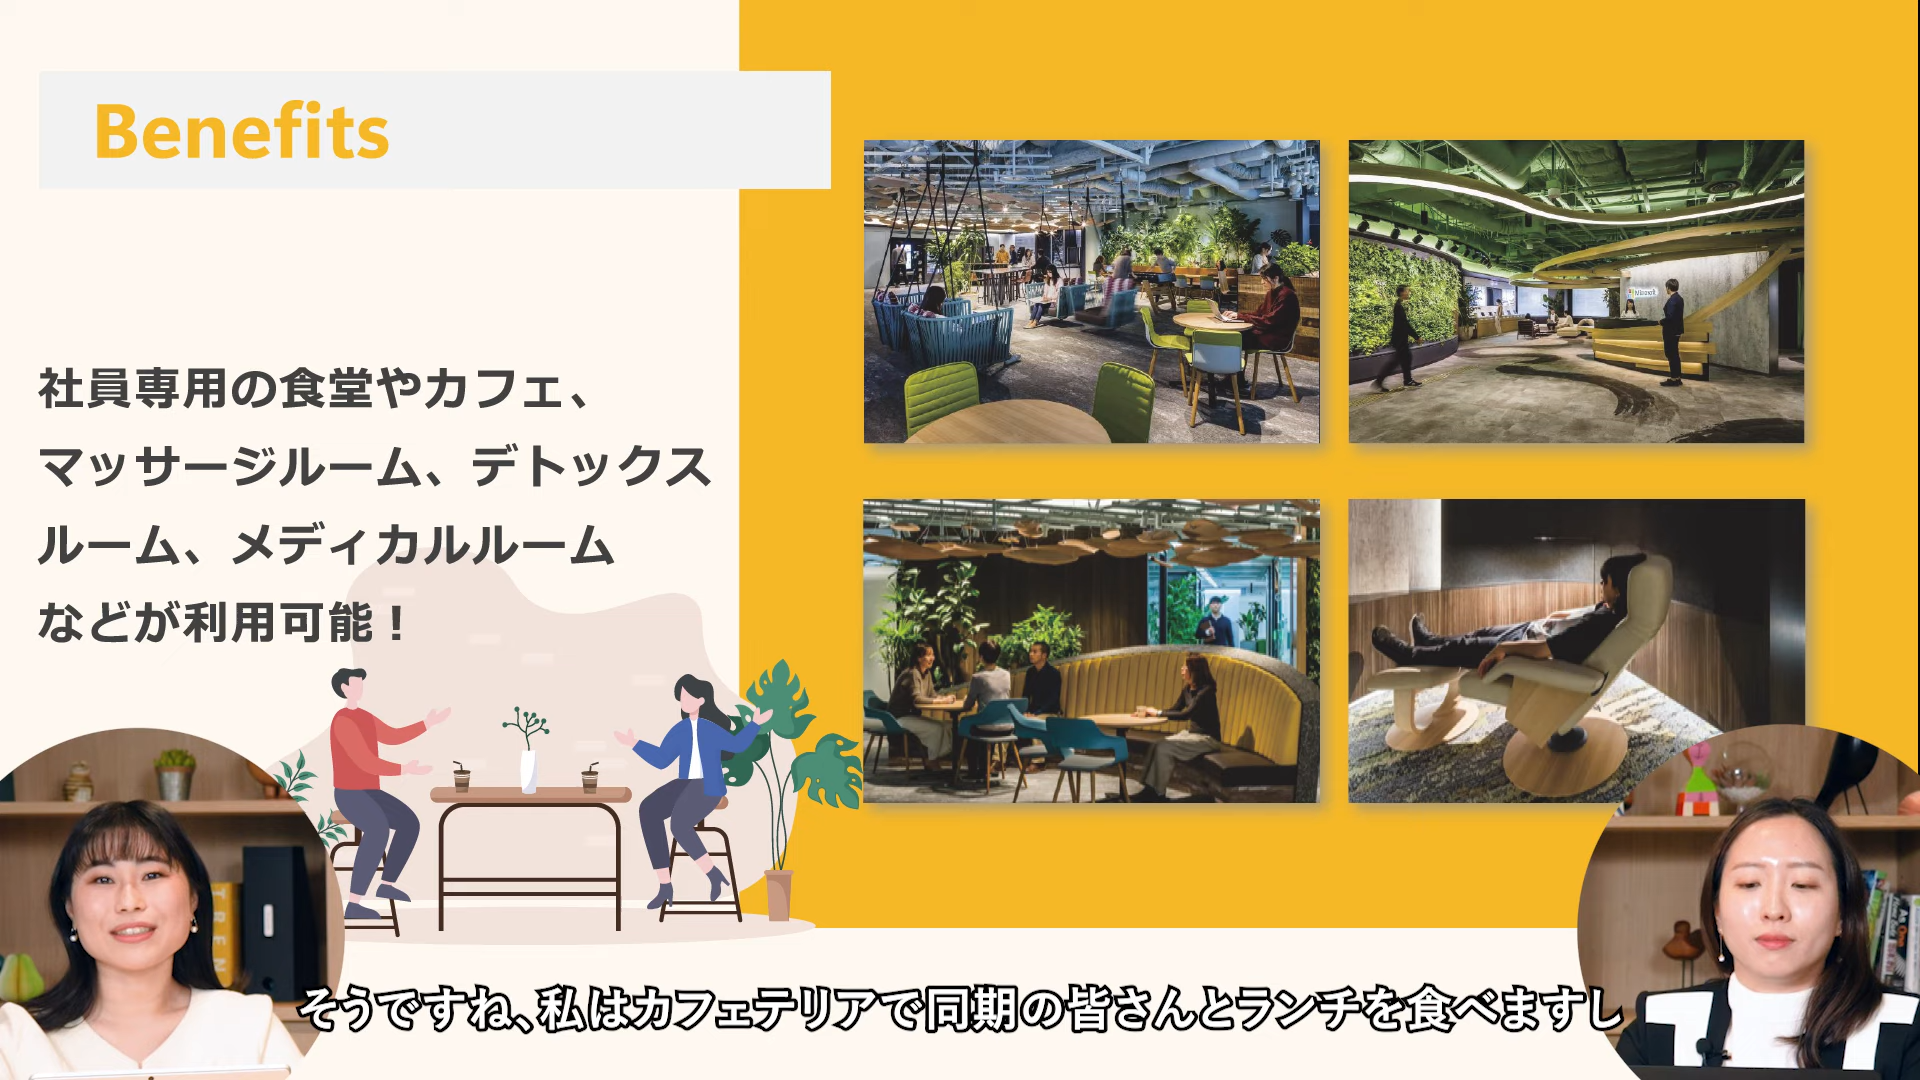 Benefits
社員専用の食堂やカフェ、
マッサージルーム、デトックス
ルーム、メディカルルーム
などが利用可能！
Microsoft
TREN
そうですね、私はカフェテリアで同期の皆さんとランチを食べますし